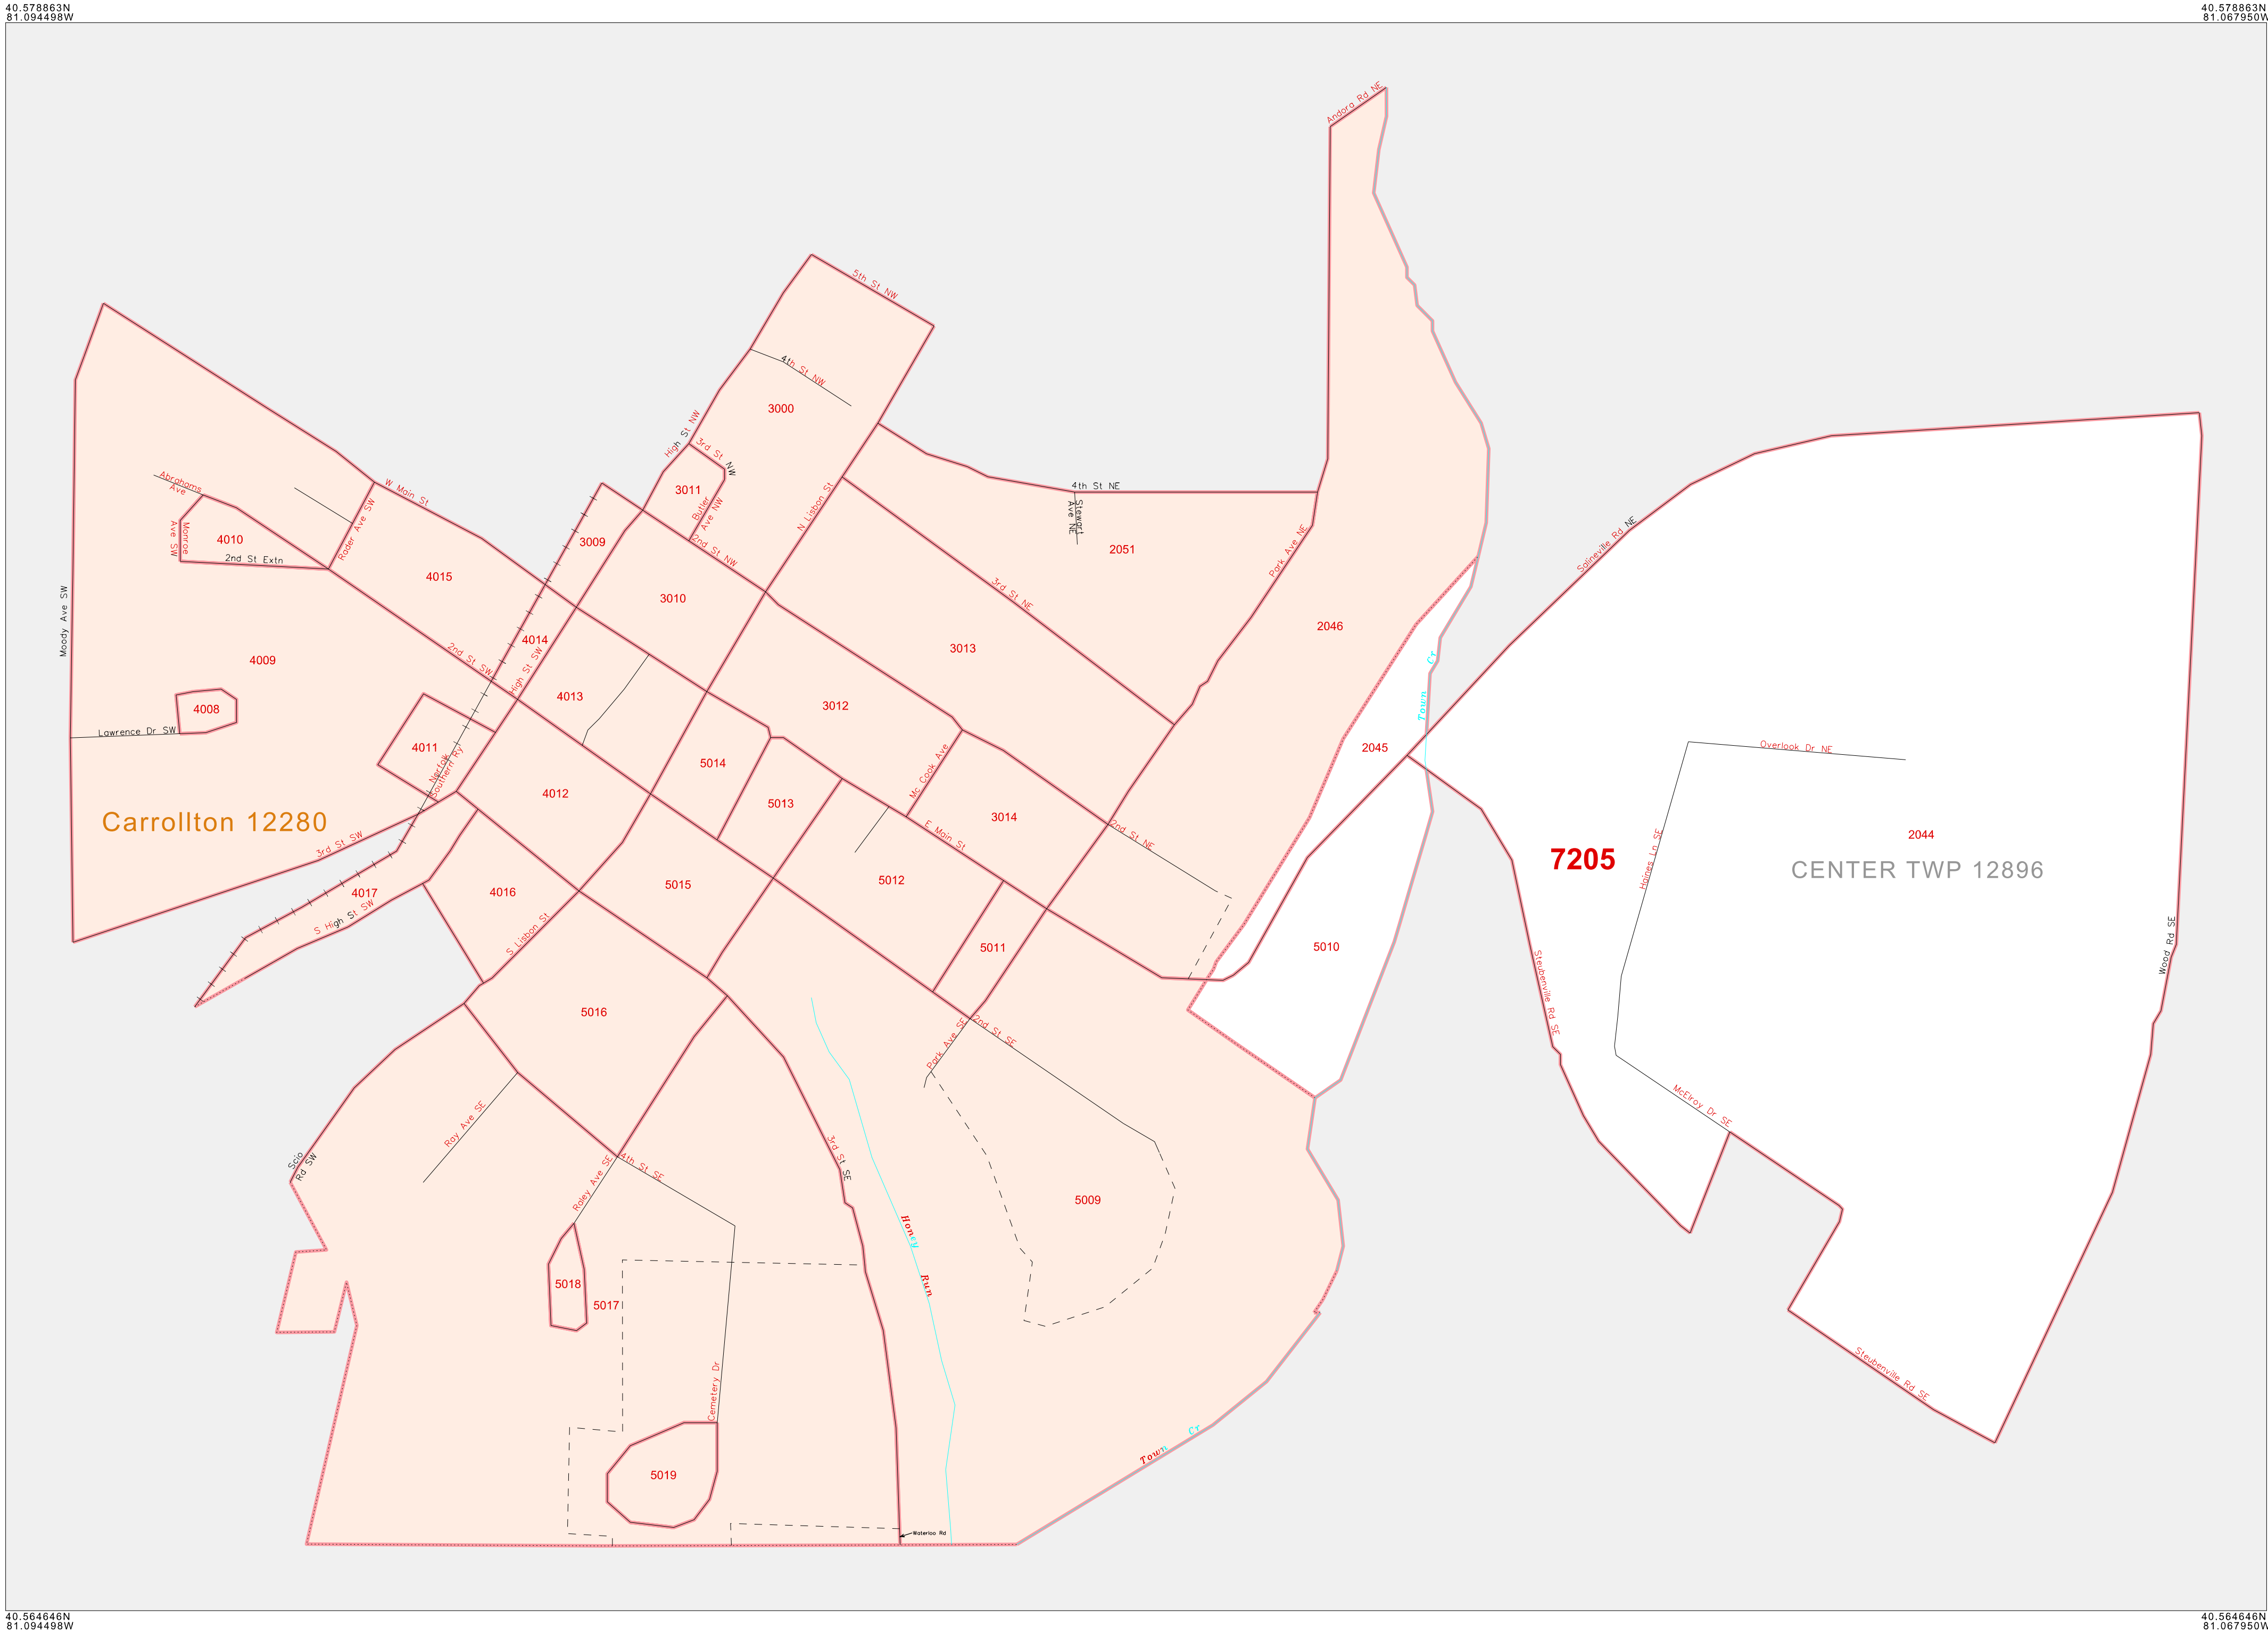 40.578863N
81.094498W
40.578863N
81.067950W
Andora Rd NE
5th St NW
4th St NW
3000
High St NW
3rd St NW
W Main St
4th St NE
Stewart
Ave NE
2051
Park Ave NE
N Lisbon St
3011
Butler
Ave NW
2nd St NW
3009
Abrahams
Ave
Monroe
Ave SW
4010
2nd St Extn
Rader Ave SW
4015
3010
3rd St NE
Salineville Rd NE
Moody Ave SW
4009
4014
2nd St SW
High St SW
4013
3013
2046
Town Cr
4008
Lawrence Dr SW
3012
4011
Norfolk
Southern Ry
2045
Overlook Dr NE
5014
4012
5013
Mc Cook Ave
3014
E Main St
2nd St NE
Carrollton 12280
3rd St SW
7205
Haines Ln SE
2044
CENTER TWP 12896
4017
S High St SW
4016
5015
5012
S Lisbon St
5011
5010
Wood Rd SE
Steubenville Rd SE
5016
Park Ave SE
2nd St SE
McElroy Dr SE
Ray Ave SE
Scio
Rd SW
4th St SE
3rd St SE
Raley Ave SE
5009
Honey
Run
5018
5017
Cemetery Dr
Steubenville Rd SE
Town Cr
5019
Waterloo Rd
40.564646N
81.094498W
40.564646N
81.067950W